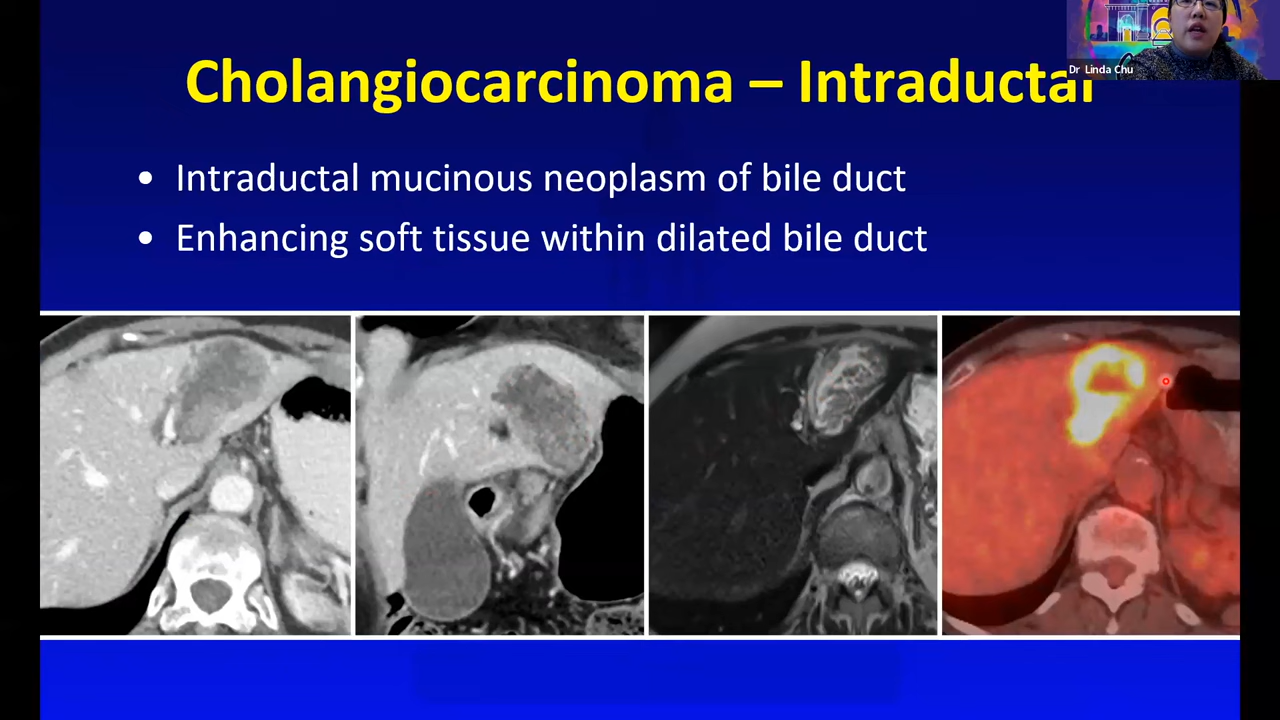 Dr Linda Chu
Cholangiocarcinoma – Intraductal
• Intraductal mucinous neoplasm of bile duct
• Enhancing soft tissue within dilated bile duct